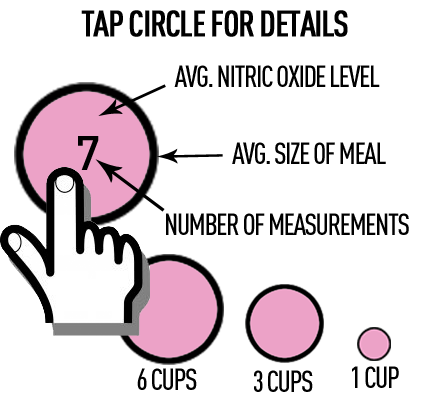 TAP CIRCLE FOR DETAILS
AVG. NITRIC OXIDE LEVEL
7
AVG. SIZE OF MEAL
NUMBER OF MEASUREMENTS
6 CUPS
3 CUPS
1 CUP